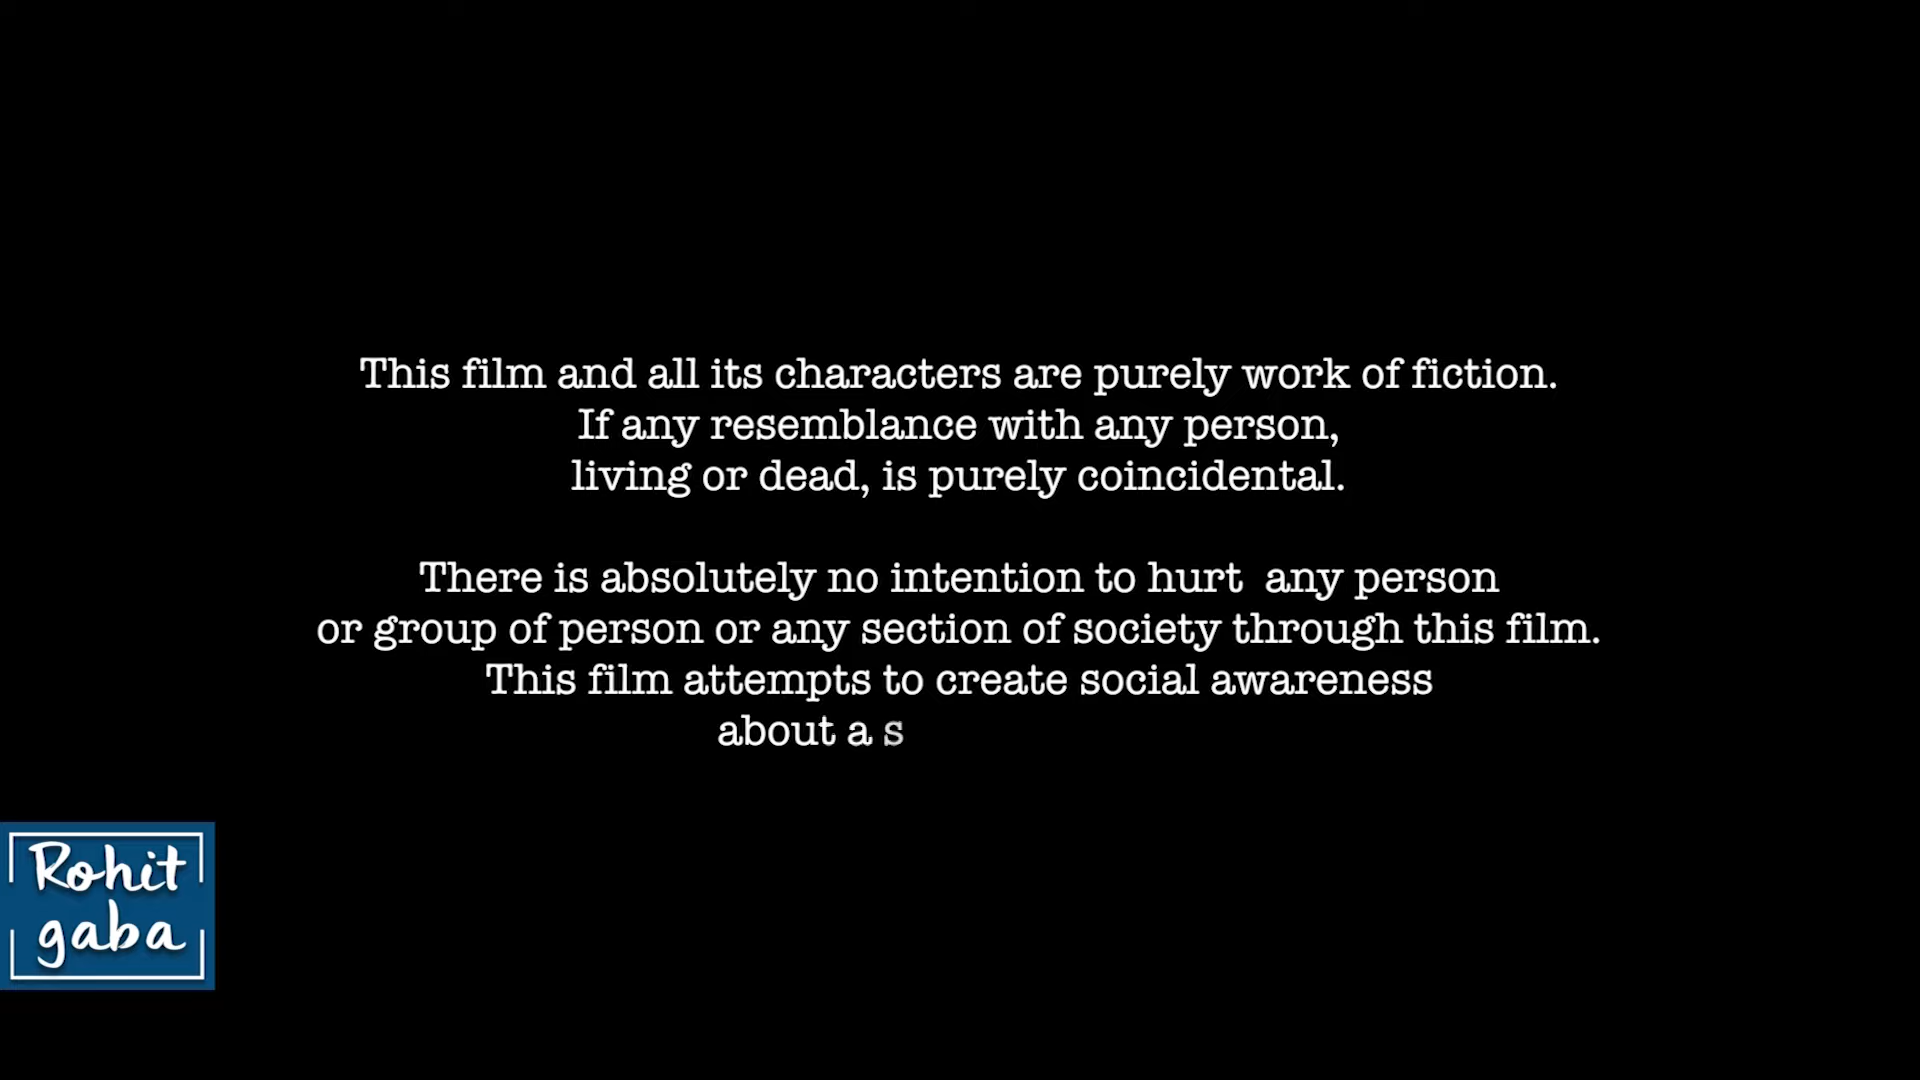 This film and all its characters are purely work of fiction.
If any resemblance with any person,
living or dead, is purely coincidental.
There is absolutely no intention to hurt  any person
or group of person or any section of society through this film.
This film attempts to create social awareness
about a s
Rohit
gaba